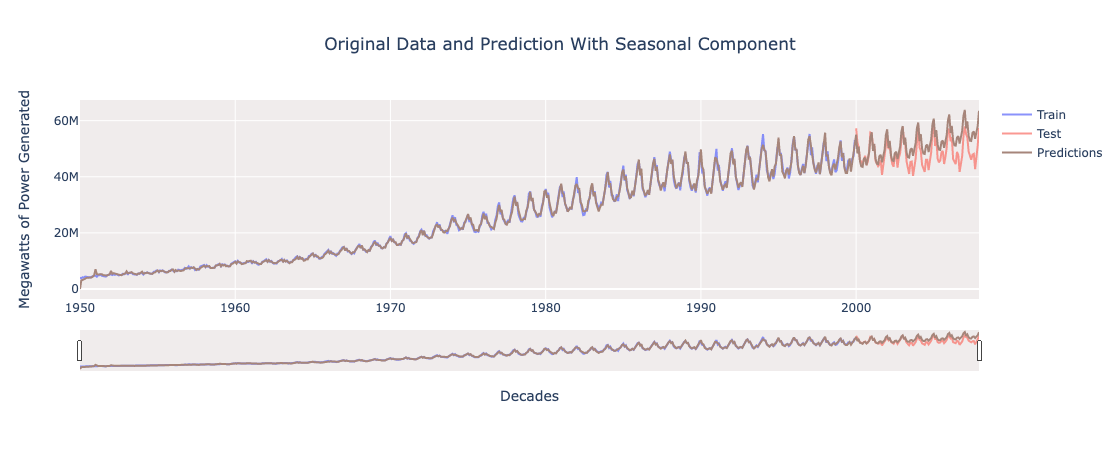 Original Data and Prediction With Seasonal Component
Megawatts of Power Generated
60M
40M
20M
0
1950
1960
1970
1980
1990
2000
Train
Test
Predictions
Decades